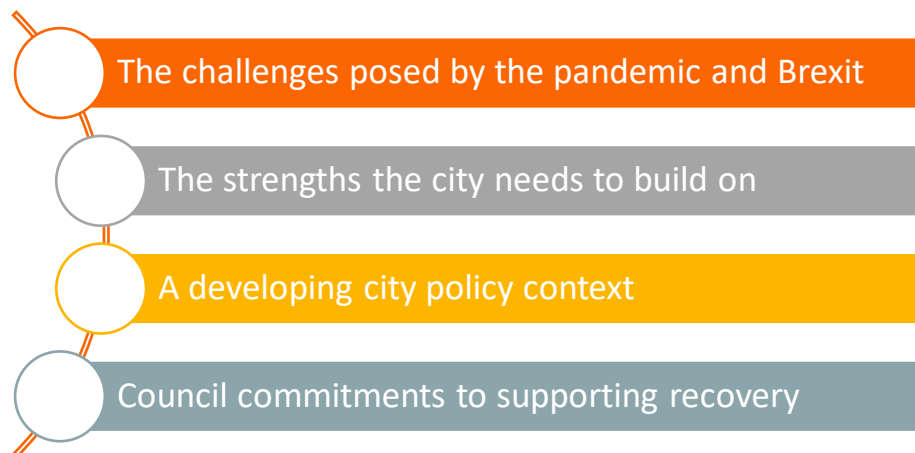 The challenges posed by the pandemic and Brexit
The strengths the city needs to build on
A developing city policy context
Council commitments to supporting recovery